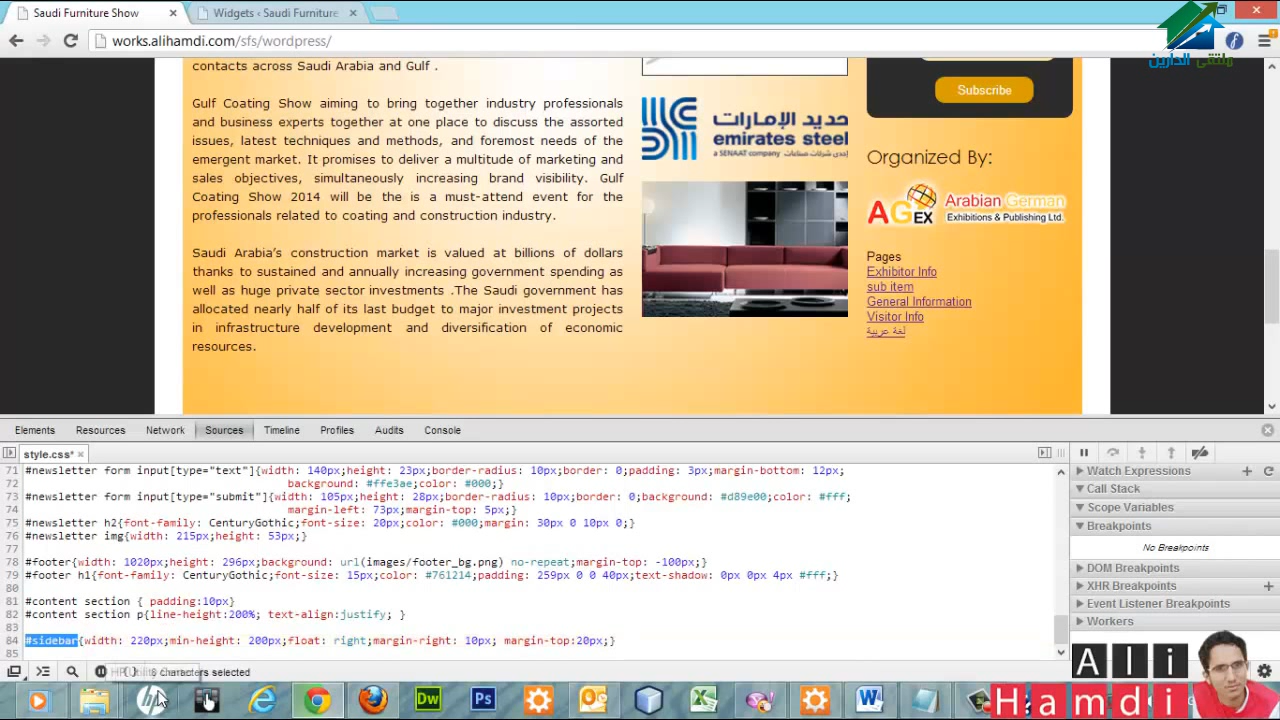 Saudi Furniture Show ×
Widgets ‹ Saudi Furniture ×
works.alihamdi.com/sfs/wordpress/
ملتقى الدارين
contacts across Saudi Arabia and Gulf .
Gulf Coating Show aiming to bring together industry professionals
and business experts together at one place to discuss the assorted
issues, latest techniques and methods, and foremost needs of the
emergent market. It promises to deliver a multitude of marketing and
sales objectives, simultaneously increasing brand visibility. Gulf
Coating Show 2014 will be the is a must-attend event for the
professionals related to coating and construction industry.
Saudi Arabia's construction market is valued at billions of dollars
thanks to sustained and annually increasing government spending as
well as huge private sector investments .The Saudi government has
allocated nearly half of its last budget to major investment projects
in infrastructure development and diversification of economic
resources.
حديد الإمارات
emirates steel
a SENAAT company إحدى شركات صناعات
Subscribe
Organized By:
AGEX Arabian German
Exhibitions & Publishing Ltd.
Pages
Exhibitor Info
sub item
General Information
Visitor Info
لغة عربية
Elements Resources Network Sources Timeline Profiles Audits Console
style.css* ×
71 #newsletter form input[type="text"]{width: 140px;height: 23px;border-radius: 10px;border: 0;padding: 3px;margin-bottom: 12px;
72 background: #ffe3ae;color: #000;}
73 #newsletter form input[type="submit"]{width: 105px;height: 28px;border-radius: 10px;border: 0;background: #d89e00;color: #fff;
74 margin-left: 73px;margin-top: 5px;}
75 #newsletter h2{font-family: CenturyGothic;font-size: 20px;color: #000;margin: 30px 0 10px 0;}
76 #newsletter img{width: 215px;height: 53px;}
77
78 #footer{width: 1020px;height: 296px;background: url(images/footer_bg.png) no-repeat;margin-top: -100px;}
79 #footer h1{font-family: CenturyGothic;font-size: 15px;color: #761214;padding: 259px 0 0 40px;text-shadow: 0px 0px 4px #fff;}
80
81 #content section { padding:10px}
82 #content section p{line-height:200%; text-align:justify; }
83
84 #sidebar{width: 220px;min-height: 200px;float: right;margin-right: 10px; margin-top:20px;}
85
Watch Expressions
Call Stack
Scope Variables
Breakpoints
No Breakpoints
DOM Breakpoints
XHR Breakpoints
Event Listener Breakpoints
Workers
{} characters selected
Dw Ps
Ali
Hamdi